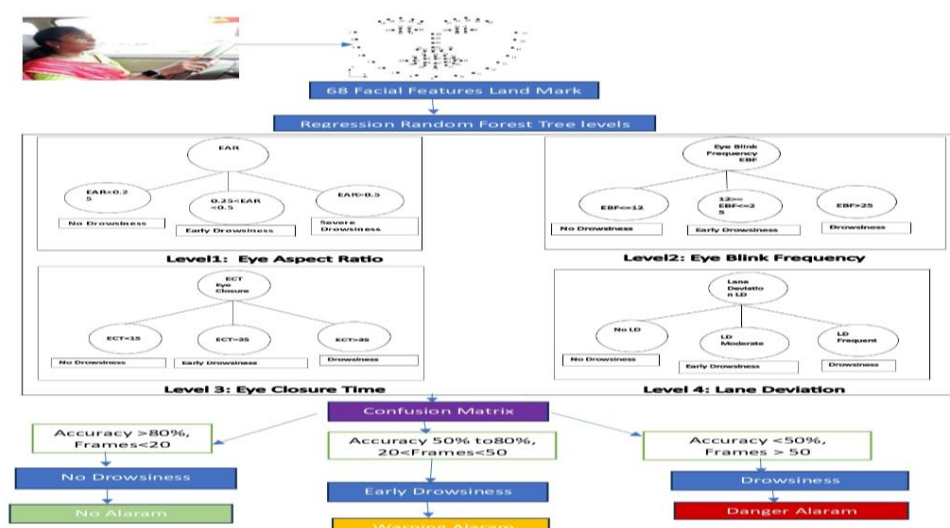 68 Facial Features Land Mark
Regression Random Forest Tree levels
EAR
EAR<0.2
5
0.25<EAR
<0.5
EAR>0.5
No Drowsiness
Early Drowsiness
Severe
Drowsiness
Level1: Eye Aspect Ratio
Eye Blink
Frequency
EBF
EBF<=12
12>=
EBF<=2
5
EBF>25
No Drowsiness
Early Drowsiness
Drowsiness
Level2: Eye Blink Frequency
ECT
Eye
Closure
ECT=15
ECT=35
ECT>35
No Drowsiness
Early Drowsiness
Drowsiness
Level 3: Eye Closure Time
Lane
Deviatio
n LD
No LD
LD
Moderate
LD
Frequent
No Drowsiness
Early Drowsiness
Drowsiness
Level 4: Lane Deviation
Confusion Matrix
Accuracy >80%,
Frames<20
Accuracy 50% to80%,
20<Frames<50
Accuracy <50%,
Frames > 50
No Drowsiness
Early Drowsiness
Drowsiness
No Alaram
Warning Alaram
Danger Alaram